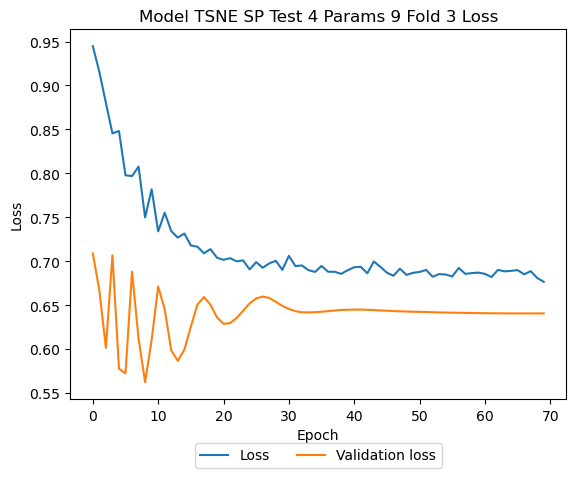 Model TSNE SP Test 4 Params 9 Fold 3 Loss
0.95
0.90
0.85
0.80
0.75
0.70
0.65
0.60
0.55
Loss
0 10 20 30 40 50 60 70
Epoch
Loss Validation loss